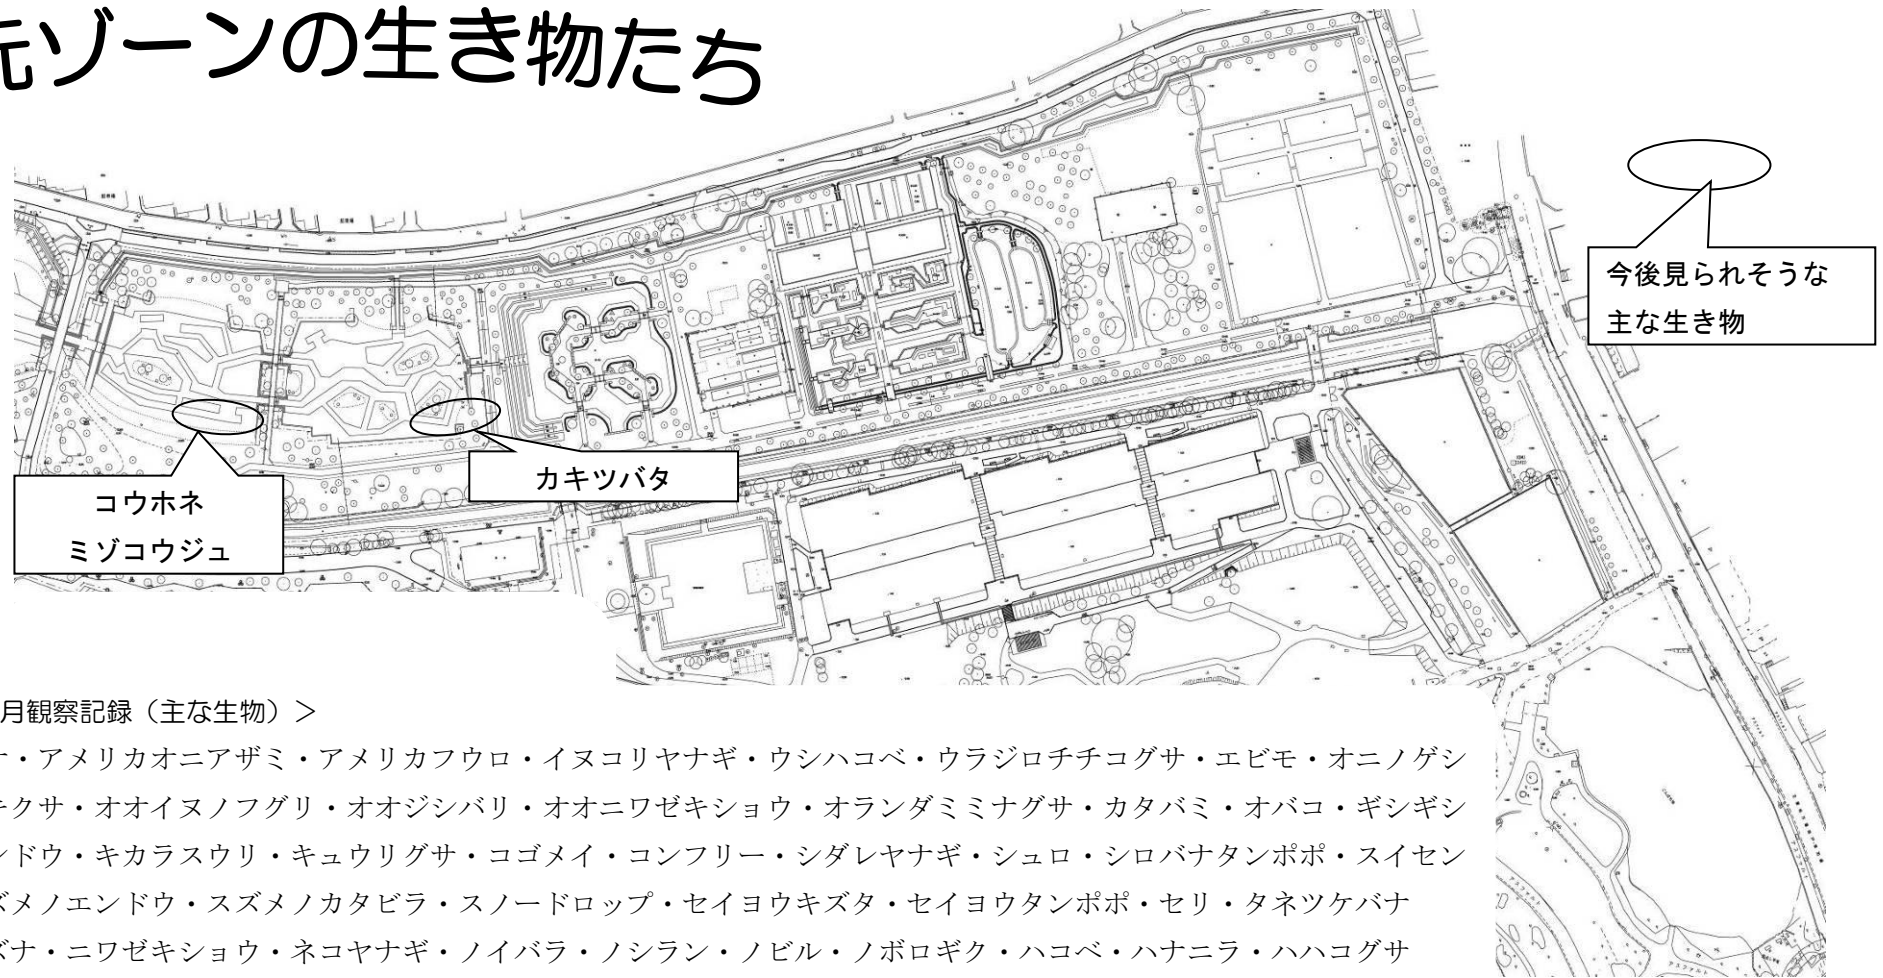 ゾーンの生き物たち
今後見られそうな
主な生き物
カキツバタ
コウホネ
ミゾコウジュ
月観察記録（主な生物）＞
・アメリカオニアザミ・アメリカフウロ・イヌコリヤナギ・ウシハコベ・ウラジロチチコグサ・エビモ・オニノゲシ
キクサ・オオイヌノフグリ・オオジシバリ・オオニワゼキショウ・オランダミミナグサ・カタバミ・オバコ・ギシギシ
ンドウ・キカラスウリ・キュウリグサ・コゴメイ・コンフリー・シダレヤナギ・シュロ・シロバナタンポポ・スイセン
ズメノエンドウ・スズメノカタビラ・スノードロップ・セイヨウキズタ・セイヨウタンポポ・セリ・タネツケバナ
ズナ・ニワゼキショウ・ネコヤナギ・ノイバラ・ノシラン・ノビル・ノボロギク・ハコベ・ハナニラ・ハハコグサ